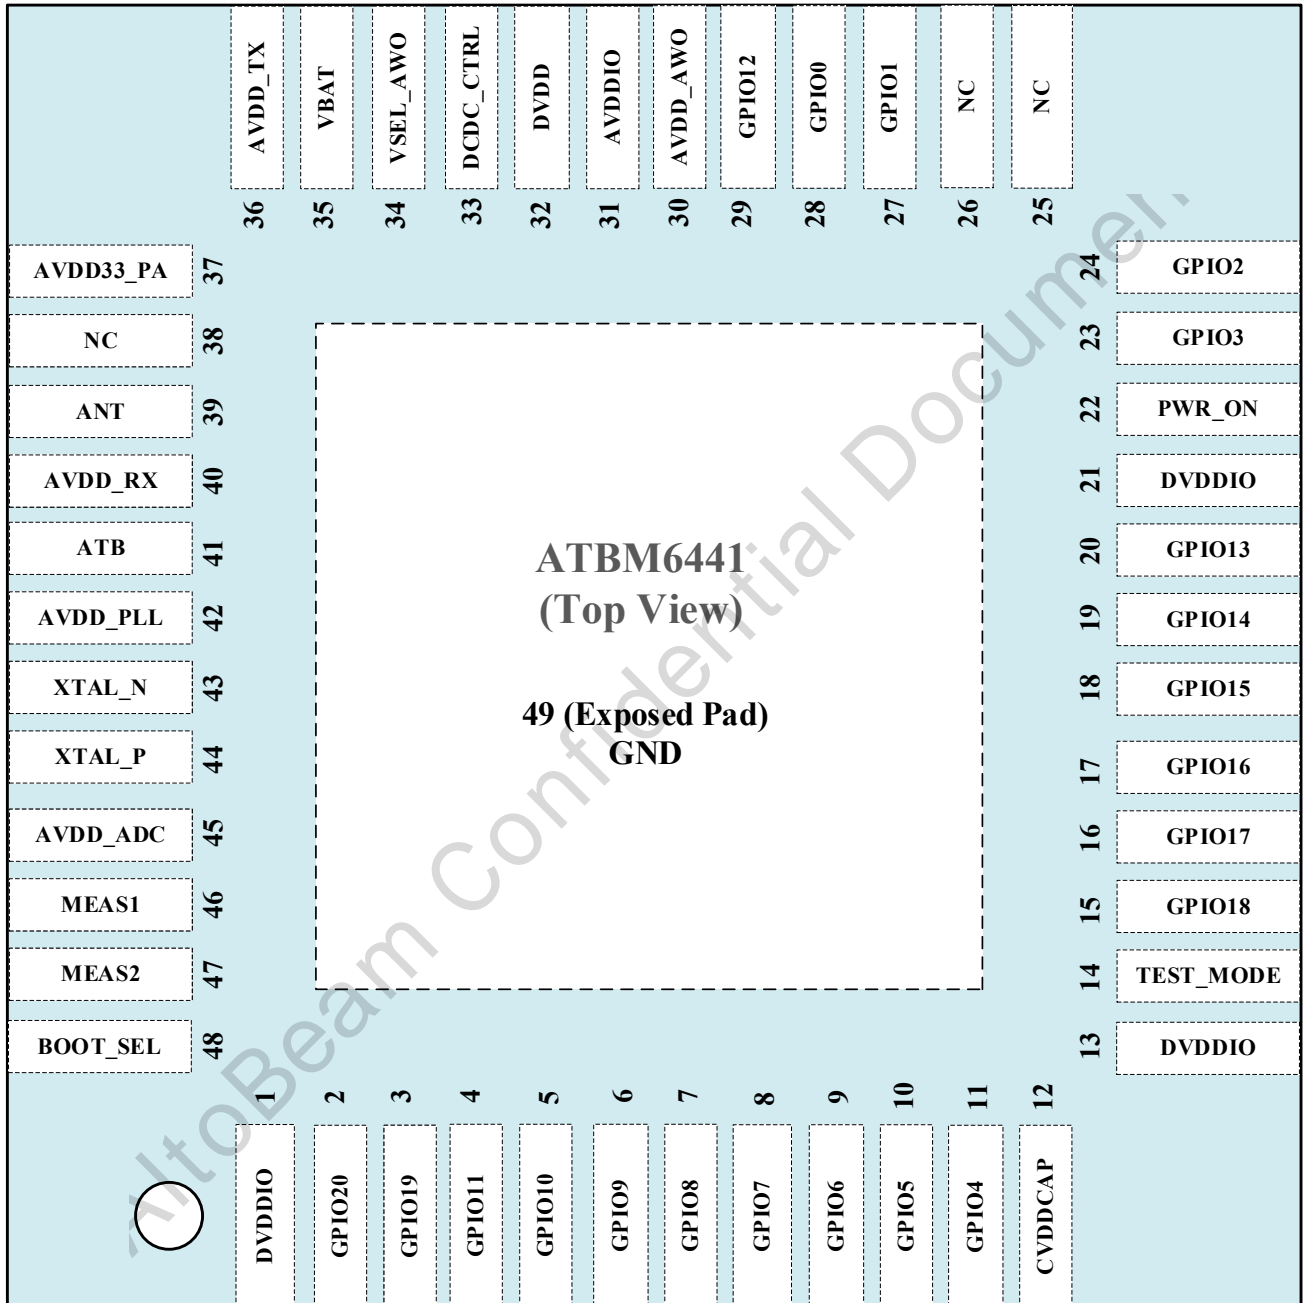 AVDD_TX
VBAT
VSEL_AWO
DCDC_CTRL
DVDD
AVDDIO
AVDD_AWO
GPIO12
GPIO0
GPIO1
NC
NC
36
35
34
33
32
31
30
29
28
27
26
25
AVDD33_PA 37
NC 38
ANT 39
AVDD_RX 40
ATB 41
AVDD_PLL 42
XTAL_N 43
XTAL_P 44
AVDD_ADC 45
MEAS1 46
MEAS2 47
BOOT_SEL 48
ATBM6441
(Top View)
49 (Exposed Pad)
GND
24 GPIO2
23 GPIO3
22 PWR_ON
21 DVDDIO
20 GPIO13
19 GPIO14
18 GPIO15
17 GPIO16
16 GPIO17
15 GPIO18
14 TEST_MODE
13 DVDDIO
1
2
3
4
5
6
7
8
9
10
11
12
DVDDIO
GPIO20
GPIO19
GPIO11
GPIO10
GPIO9
GPIO8
GPIO7
GPIO6
GPIO5
GPIO4
CVDDCAP
AltoBeam Confidential Documen